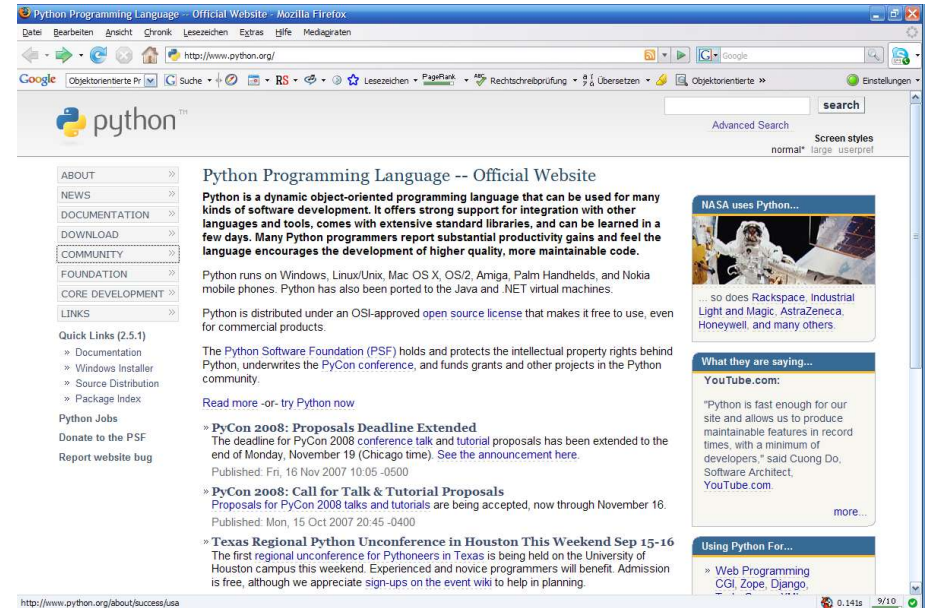 Python Programming Language -- Official Website - Mozilla Firefox
Datei Bearbeiten Ansicht Chronik Lesezeichen Extras Hilfe Mediagraten
http://www.python.org/
Google
Google Objektorientierte Pr Suche RS Lesezeichen PageRank Rechtschreibprüfung Übersetzen Objektorientierte » Einstellungen
python™
search
Advanced Search
Screen styles
normal* large userpref
ABOUT »
NEWS »
DOCUMENTATION »
DOWNLOAD »
COMMUNITY »
FOUNDATION »
CORE DEVELOPMENT »
LINKS »
Quick Links (2.5.1)
» Documentation
» Windows Installer
» Source Distribution
» Package Index
Python Jobs
Donate to the PSF
Report website bug
Python Programming Language -- Official Website
Python is a dynamic object-oriented programming language that can be used for many
kinds of software development. It offers strong support for integration with other
languages and tools, comes with extensive standard libraries, and can be learned in a
few days. Many Python programmers report substantial productivity gains and feel the
language encourages the development of higher quality, more maintainable code.
Python runs on Windows, Linux/Unix, Mac OS X, OS/2, Amiga, Palm Handhelds, and Nokia
mobile phones. Python has also been ported to the Java and .NET virtual machines.
Python is distributed under an OSI-approved open source license that makes it free to use, even
for commercial products.
The Python Software Foundation (PSF) holds and protects the intellectual property rights behind
Python, underwrites the PyCon conference, and funds grants and other projects in the Python
community.
Read more -or- try Python now
» PyCon 2008: Proposals Deadline Extended
The deadline for PyCon 2008 conference talk and tutorial proposals has been extended to the
end of Monday, November 19 (Chicago time). See the announcement here.
Published: Fri, 16 Nov 2007 10:05 -0500
» PyCon 2008: Call for Talk & Tutorial Proposals
Proposals for PyCon 2008 talks and tutorials are being accepted, now through November 16.
Published: Mon, 15 Oct 2007 20:45 -0400
» Texas Regional Python Unconference in Houston This Weekend Sep 15-16
The first regional unconference for Pythoneers in Texas is being held on the University of
Houston campus this weekend. Experienced and novice programmers will benefit. Admission
is free, although we appreciate sign-ups on the event wiki to help in planning.
NASA uses Python...
... so does Rackspace, Industrial
Light and Magic, AstraZeneca,
Honeywell, and many others.
What they are saying...
YouTube.com:
"Python is fast enough for our
site and allows us to produce
maintainable features in record
times, with a minimum of
developers," said Cuong Do,
Software Architect,
YouTube.com.
more...
Using Python For...
» Web Programming
CGI, Zope, Django,
http://www.python.org/about/success/usa
0.141s 9/10